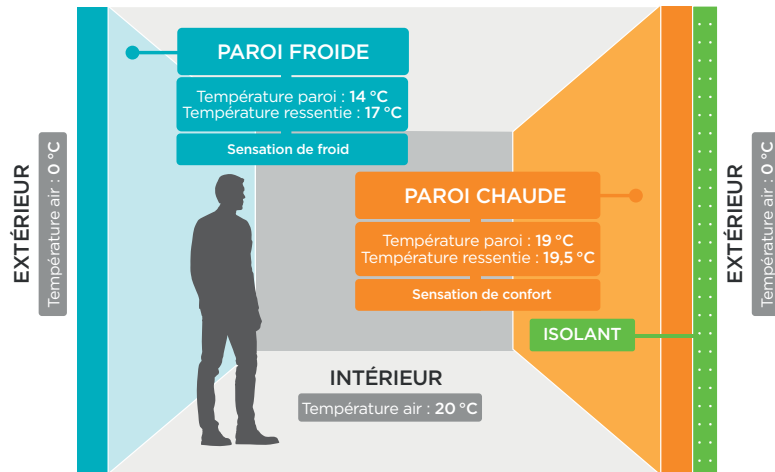 EXTÉRIEUR
Température air : 0 °C
PAROI FROIDE
Température paroi : 14 °C
Température ressentie : 17 °C
Sensation de froid
PAROI CHAUDE
Température paroi : 19 °C
Température ressentie : 19,5 °C
Sensation de confort
ISOLANT
INTÉRIEUR
Température air : 20 °C
EXTÉRIEUR
Température air : 0 °C